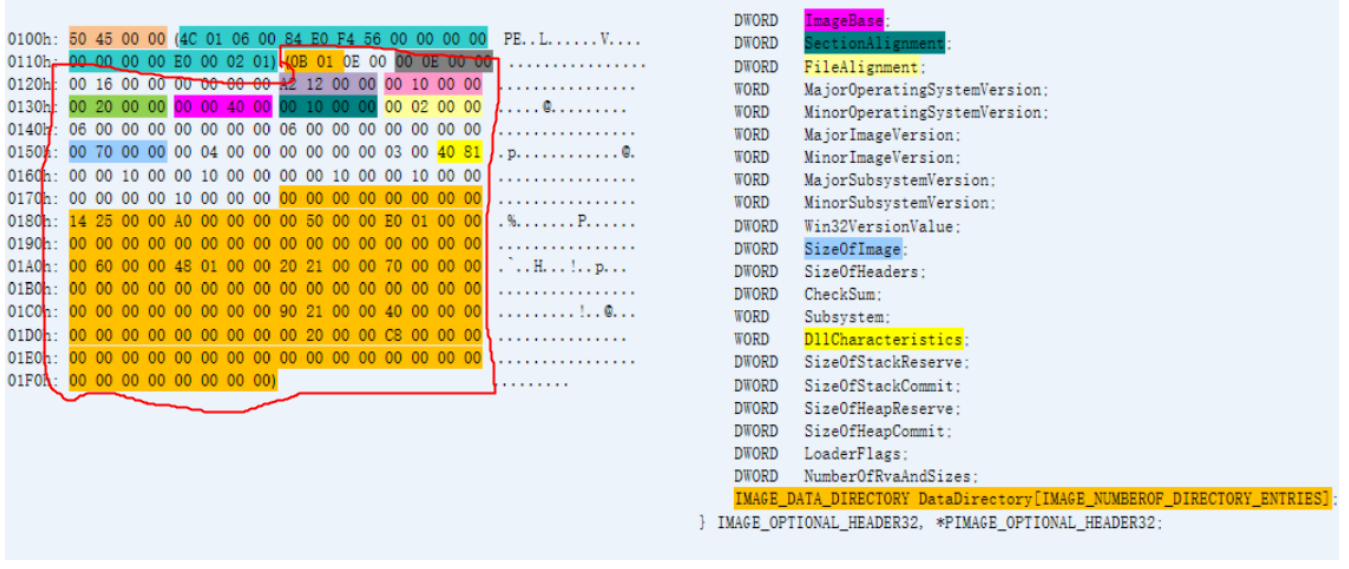 0100h: 50 45 00 00 (4C 01 06 00 84 E0 F4 56 00 00 00 00 PE..L......V....
0110h: 00 00 00 00 E0 00 02 01) (0B 01 0E 00 00 0E 00 00 ................
0120h: 00 16 00 00 00 00 00 00 A2 12 00 00 00 10 00 00 ................
0130h: 00 20 00 00 00 00 40 00 00 10 00 00 00 02 00 00 . ....@.........
0140h: 06 00 00 00 00 00 00 00 06 00 00 00 00 00 00 00 ................
0150h: 00 70 00 00 00 04 00 00 00 00 00 00 03 00 40 81 .p............@.
0160h: 00 00 10 00 00 10 00 00 00 00 10 00 00 10 00 00 ................
0170h: 00 00 00 00 10 00 00 00 00 00 00 00 00 00 00 00 ................
0180h: 14 25 00 00 A0 00 00 00 00 50 00 00 E0 01 00 00 .%.......P......
0190h: 00 00 00 00 00 00 00 00 00 00 00 00 00 00 00 00 ................
01A0h: 00 60 00 00 48 01 00 00 20 21 00 00 70 00 00 00 .`..H... !..p...
01B0h: 00 00 00 00 00 00 00 00 00 00 00 00 00 00 00 00 ................
01C0h: 00 00 00 00 00 00 00 00 90 21 00 00 40 00 00 00 .........!..@...
01D0h: 00 00 00 00 00 00 00 00 00 20 00 00 C8 00 00 00 ......... ......
01E0h: 00 00 00 00 00 00 00 00 00 00 00 00 00 00 00 00 ................
01F0h: 00 00 00 00 00 00 00 00) ........
DWORD ImageBase;
DWORD SectionAlignment;
DWORD FileAlignment;
WORD MajorOperatingSystemVersion;
WORD MinorOperatingSystemVersion;
WORD MajorImageVersion;
WORD MinorImageVersion;
WORD MajorSubsystemVersion;
WORD MinorSubsystemVersion;
DWORD Win32VersionValue;
DWORD SizeOfImage;
DWORD SizeOfHeaders;
DWORD CheckSum;
WORD Subsystem;
WORD DllCharacteristics;
DWORD SizeOfStackReserve;
DWORD SizeOfStackCommit;
DWORD SizeOfHeapReserve;
DWORD SizeOfHeapCommit;
DWORD LoaderFlags;
DWORD NumberOfRvaAndSizes;
IMAGE_DATA_DIRECTORY DataDirectory[IMAGE_NUMBEROF_DIRECTORY_ENTRIES];
} IMAGE_OPTIONAL_HEADER32, *PIMAGE_OPTIONAL_HEADER32;